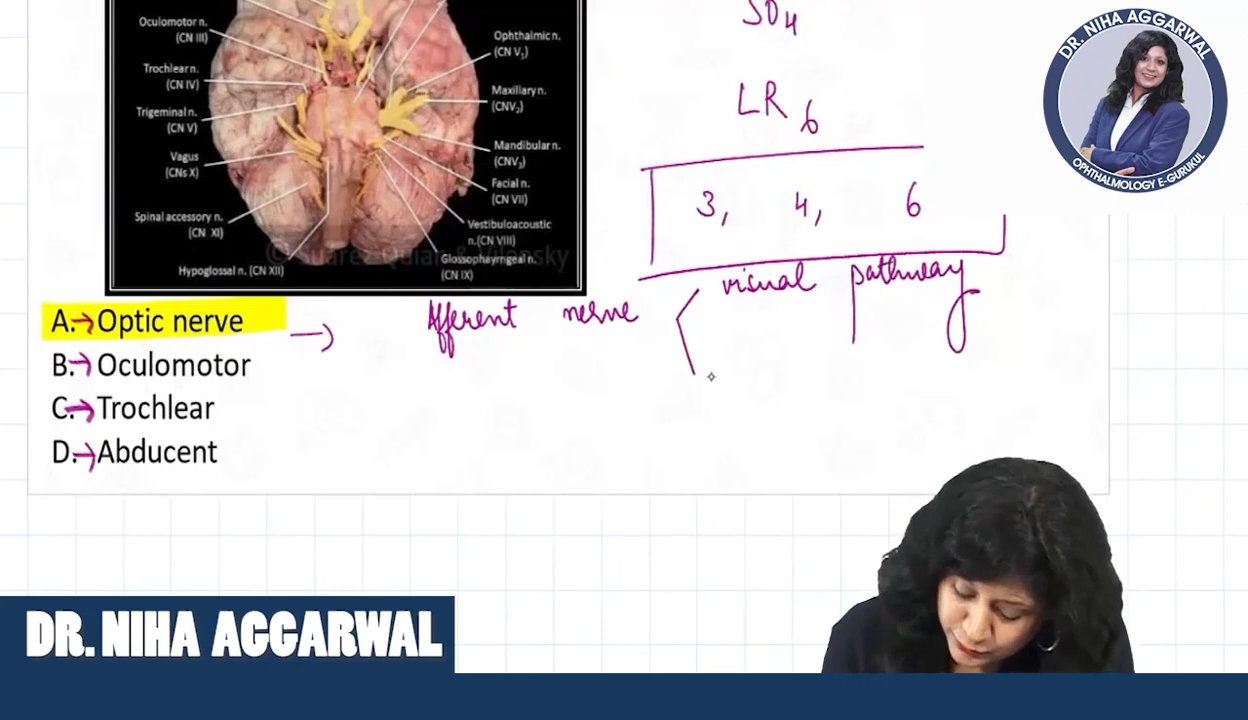 Oculomotor n.
(CN III)
Trochlear n.
(CN IV)
Trigeminal n.
(CN V)
Vagus
(CNs X)
Spinal accessory n.
(CN XI)
Hypoglossal n. (CN XII)
Ophthalmic n.
(CN V₁)
Maxillary n.
(CNV₂)
Mandibular n.
(CNV₃)
Facial n.
(CN VII)
Vestibuloacoustic
n.(CN VIII)
Glossopharyngeal n.
(CN IX)
SO4
LR6
3, 4, 6
A.→Optic nerve → Afferent nerve visual pathway
B.→Oculomotor
C.→Trochlear
D.→Abducent
DR. NIHA AGGARWAL
OPHTHALMOLOGY E-GURUKUL
DR. NIHA AGGARWAL